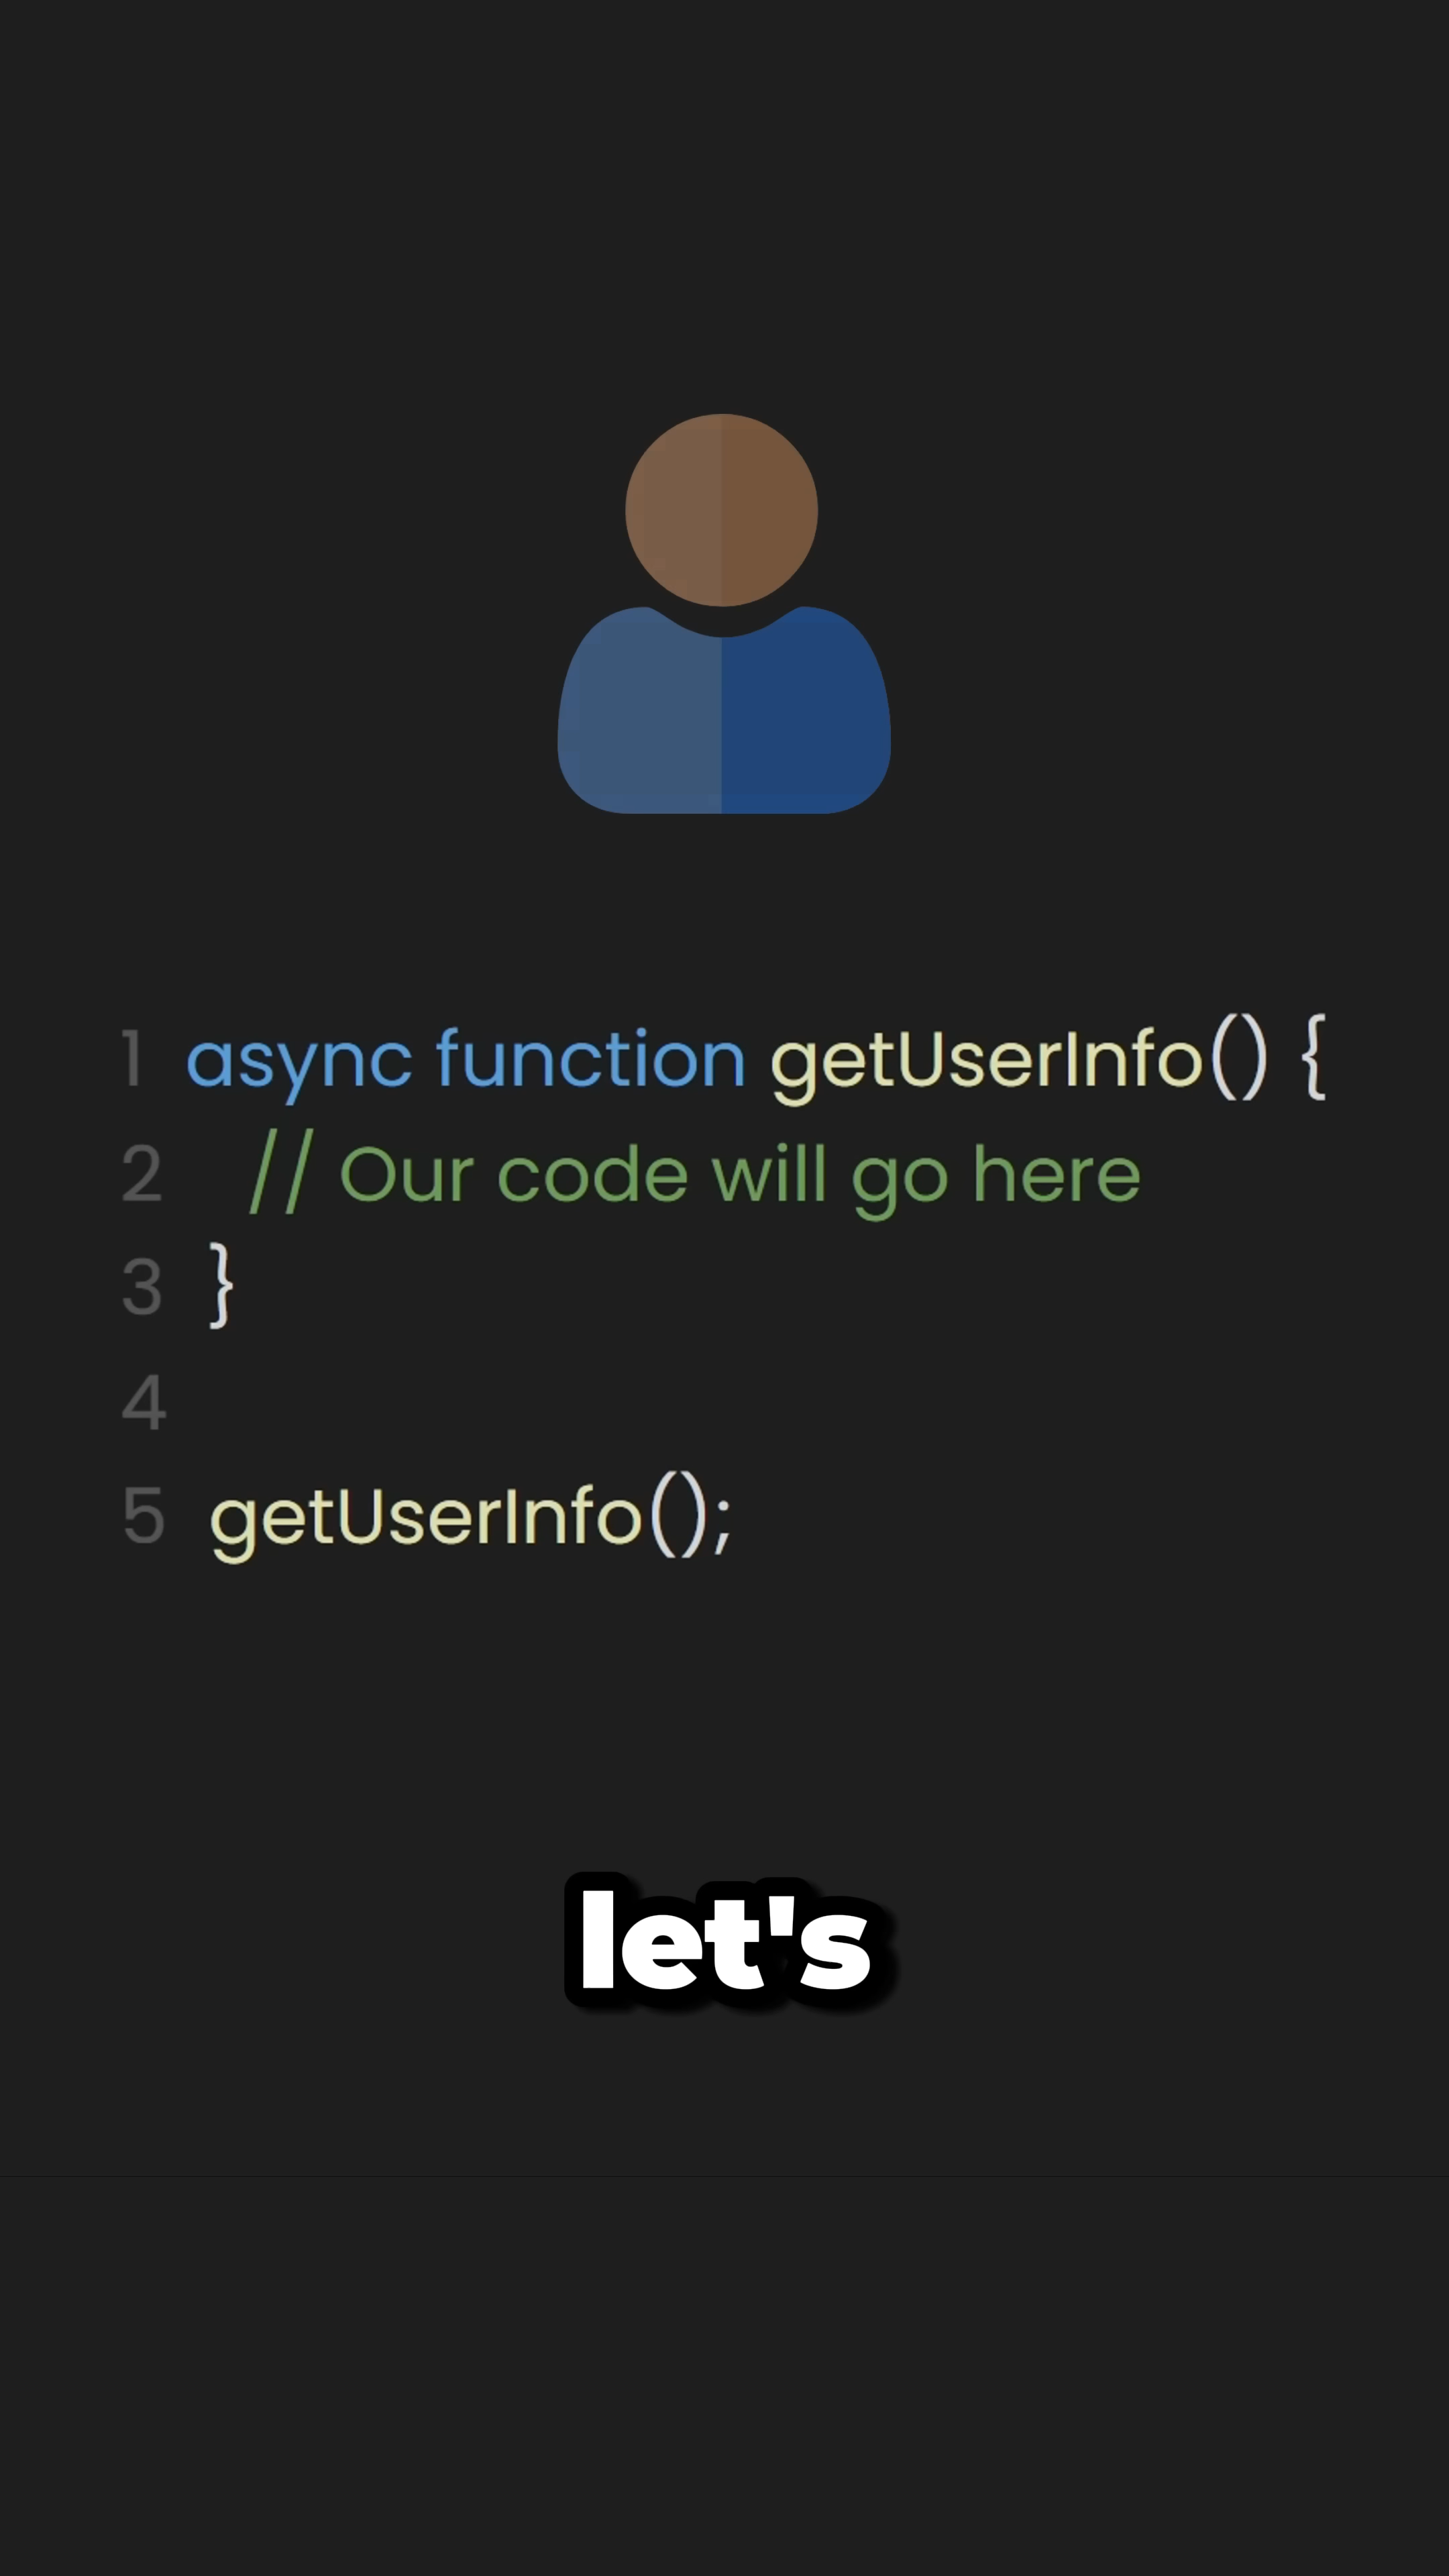 1 async function getUserInfo() {
2 // Our code will go here
3 }
4
5 getUserInfo();
let's